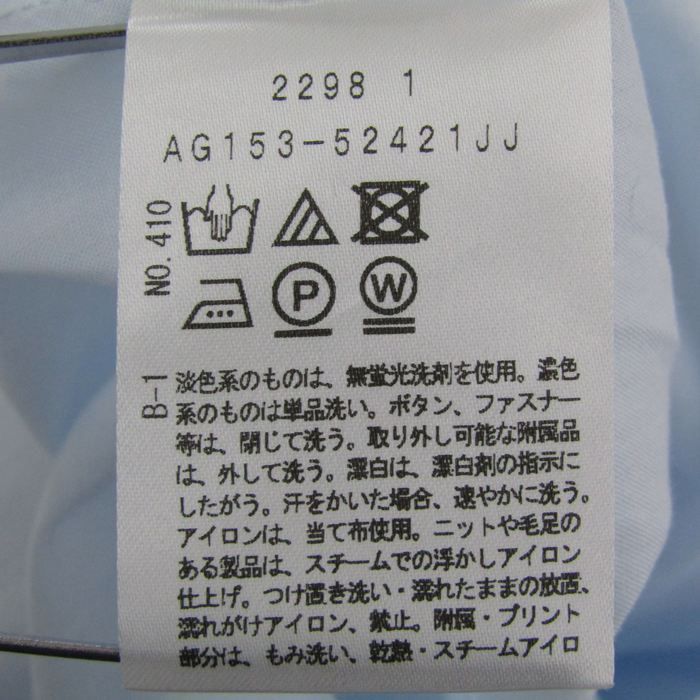 2298 1
AG153-52421JJ
NO.410
P
W
B-1
淡色系のものは、無蛍光洗剤を使用。濃色
系のものは単品洗い。ボタン、ファスナー
等は、閉じて洗う。取り外し可能な附属品
は、外して洗う。漂白は、漂白剤の指示に
したがう。汗をかいた場合、速やかに洗う。
アイロンは、当て布使用。ニットや毛足の
ある製品は、スチームでの浮かしアイロン
仕上げ。つけ置き洗い・濡れたままの放置、
濡れがけアイロン、禁止。附属・プリント
部分は、もみ洗い、乾熱・スチームアイロ